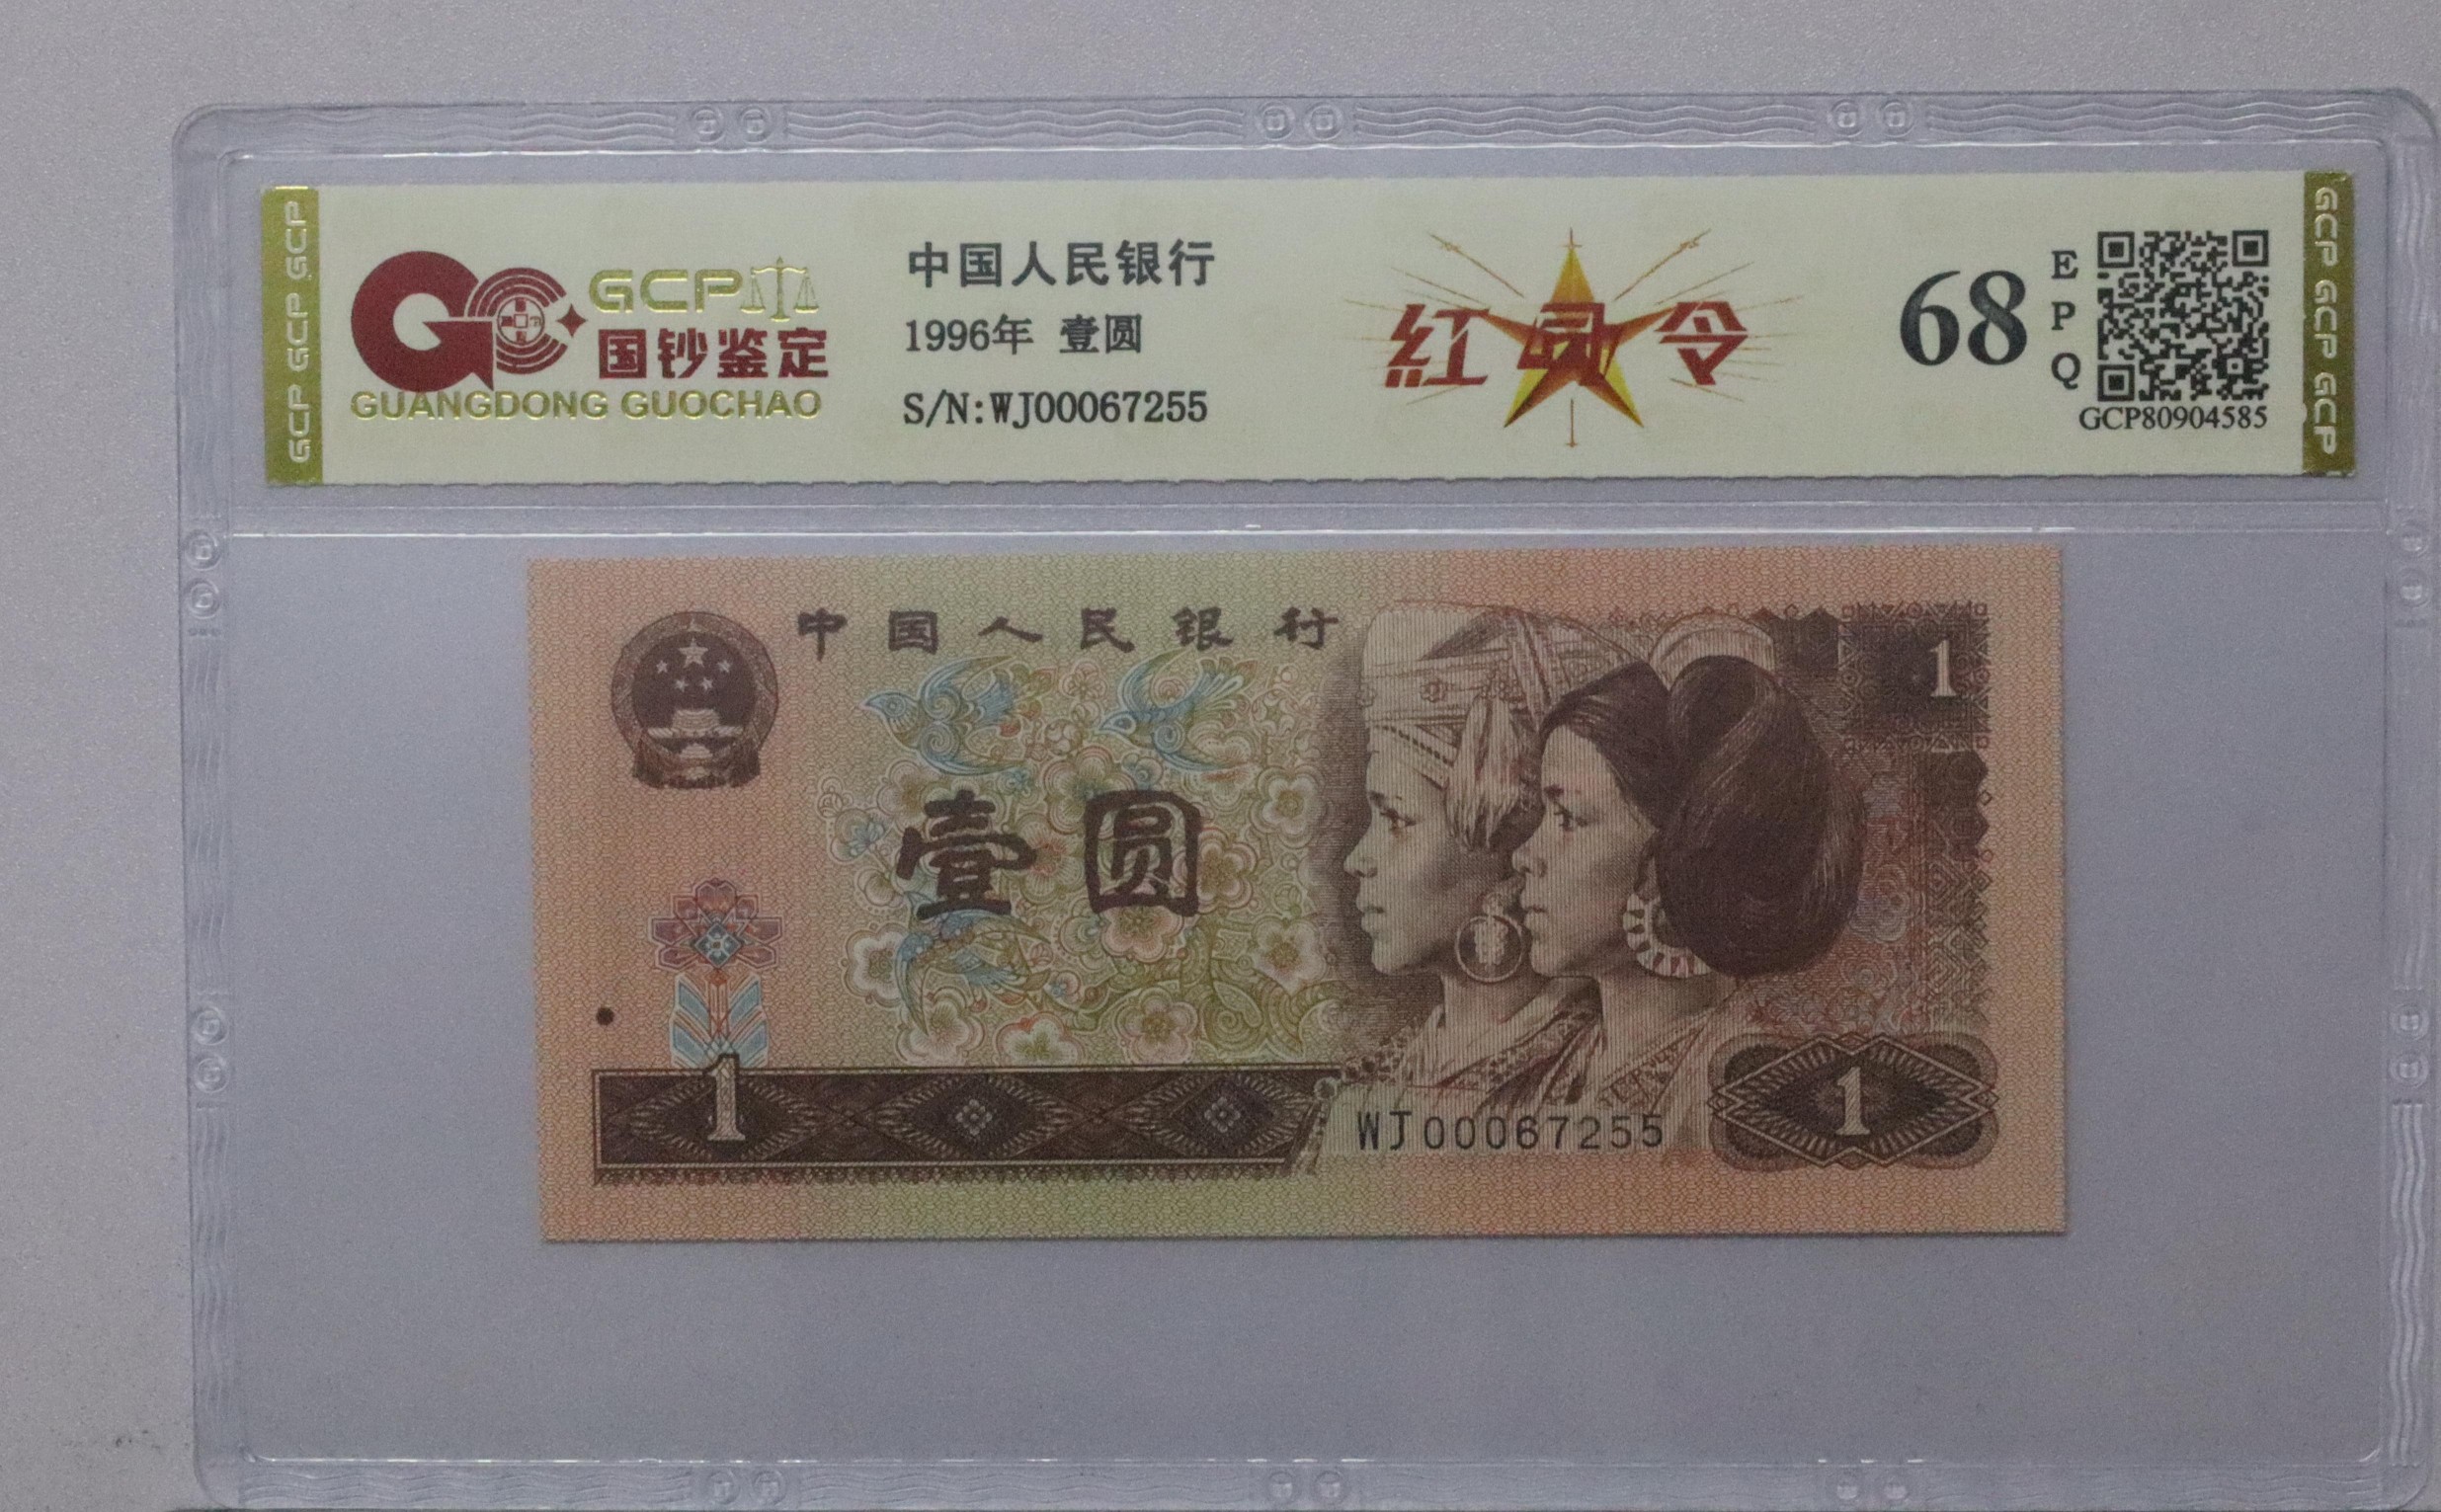 GCP GCP GCP
GCP
国钞鉴定
GUANGDONG GUOCHAO
中国人民银行
1996年 壹圆
S/N:WJ00067255
紅 令
68
E
P
Q
GCP80904585
GCP GCP GCP
中国人民银行
1
壹圆
1
WJ00067255
1